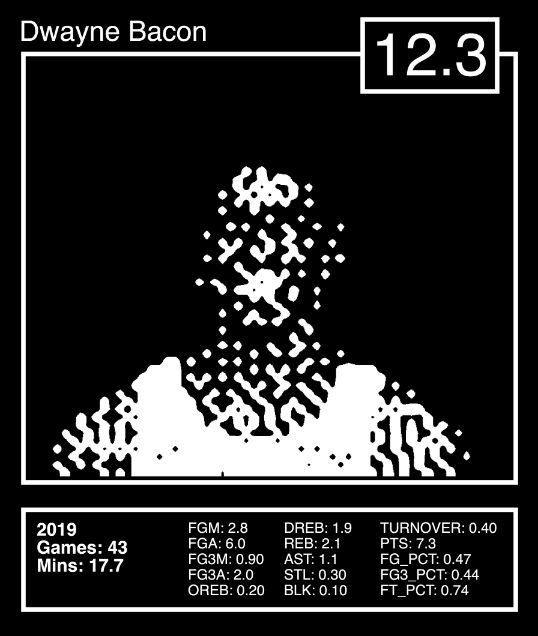 Dwayne Bacon
12.3
2019
Games: 43
Mins: 17.7
FGM: 2.8
FGA: 6.0
FG3M: 0.90
FG3A: 2.0
OREB: 0.20
DREB: 1.9
REB: 2.1
AST: 1.1
STL: 0.30
BLK: 0.10
TURNOVER: 0.40
PTS: 7.3
FG_PCT: 0.47
FG3_PCT: 0.44
FT_PCT: 0.74